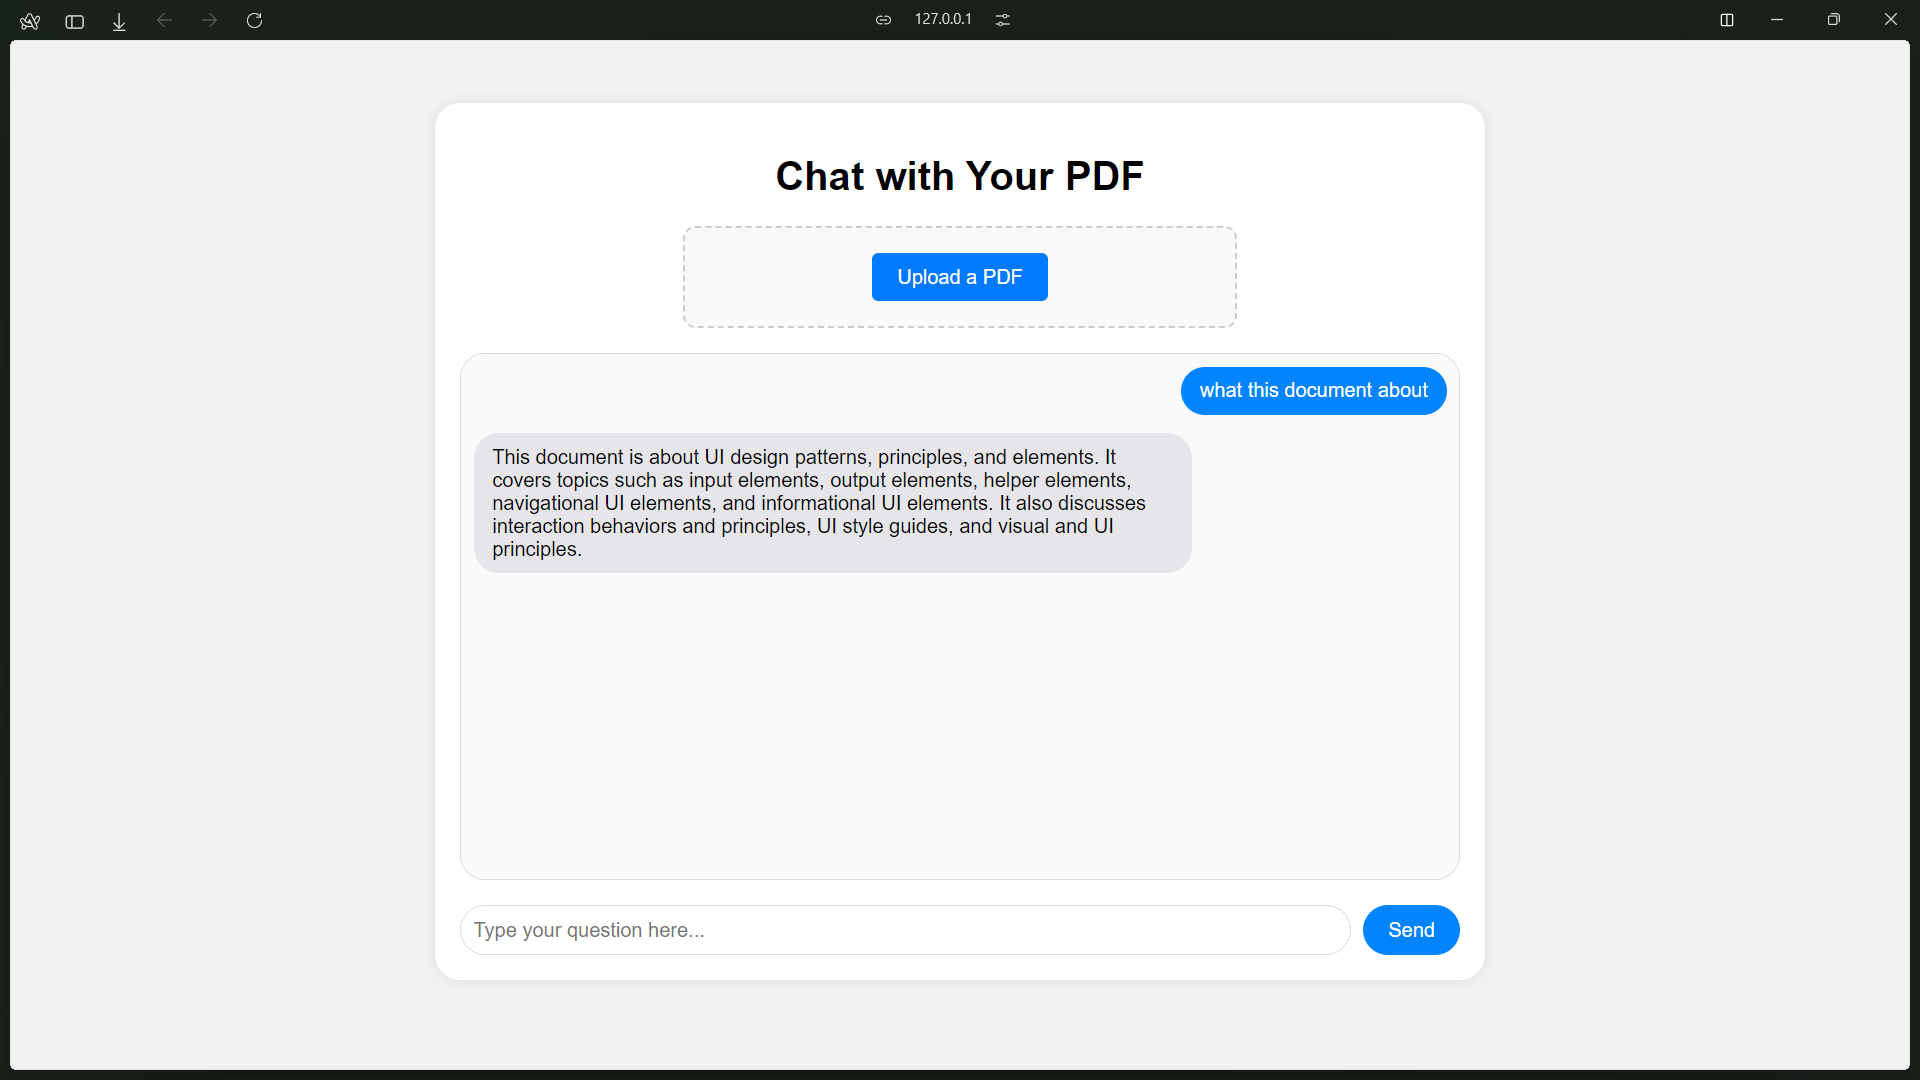 127.0.0.1
Chat with Your PDF
Upload a PDF
what this document about
This document is about UI design patterns, principles, and elements. It
covers topics such as input elements, output elements, helper elements,
navigational UI elements, and informational UI elements. It also discusses
interaction behaviors and principles, UI style guides, and visual and UI
principles.
Type your question here...
Send